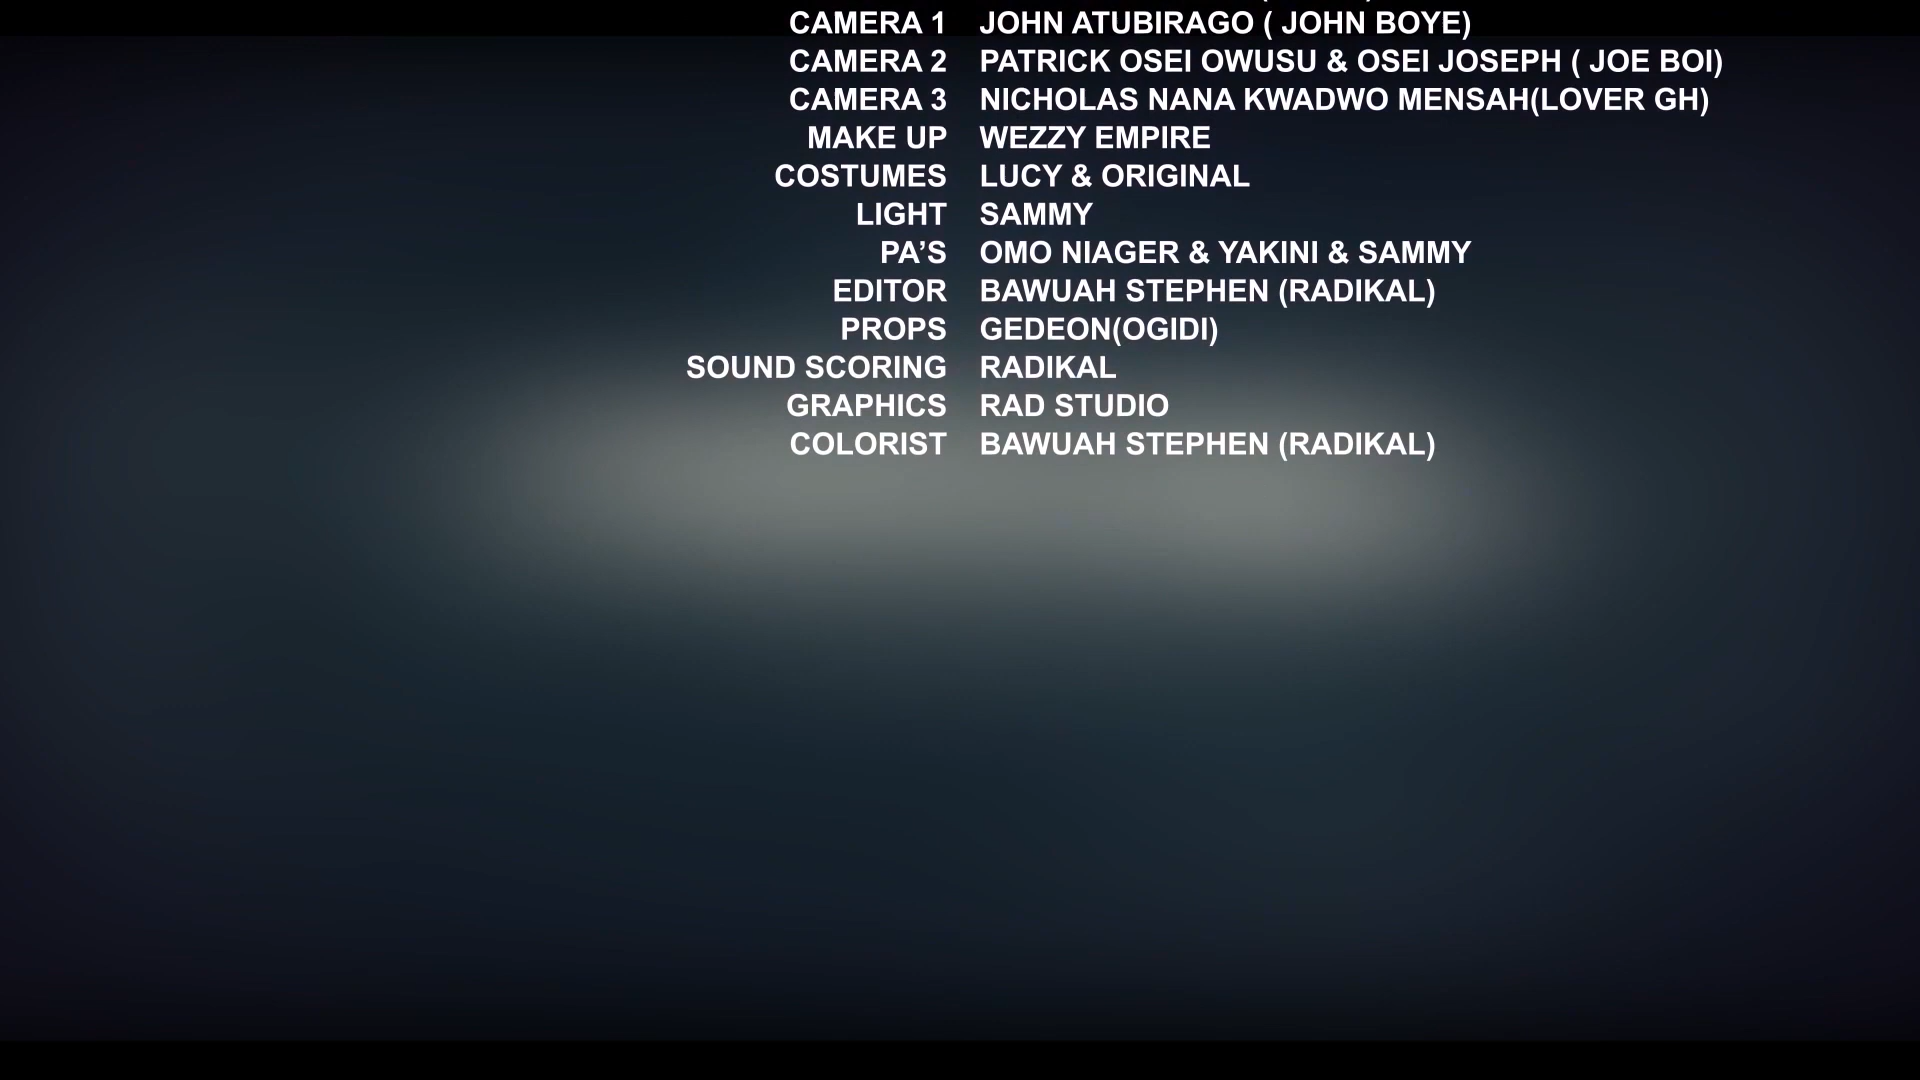 CAMERA 1 JOHN ATUBIRAGO ( JOHN BOYE)
CAMERA 2 PATRICK OSEI OWUSU & OSEI JOSEPH ( JOE BOI)
CAMERA 3 NICHOLAS NANA KWADWO MENSAH(LOVER GH)
MAKE UP WEZZY EMPIRE
COSTUMES LUCY & ORIGINAL
LIGHT SAMMY
PA’S OMO NIAGER & YAKINI & SAMMY
EDITOR BAWUAH STEPHEN (RADIKAL)
PROPS GEDEON(OGIDI)
SOUND SCORING RADIKAL
GRAPHICS RAD STUDIO
COLORIST BAWUAH STEPHEN (RADIKAL)